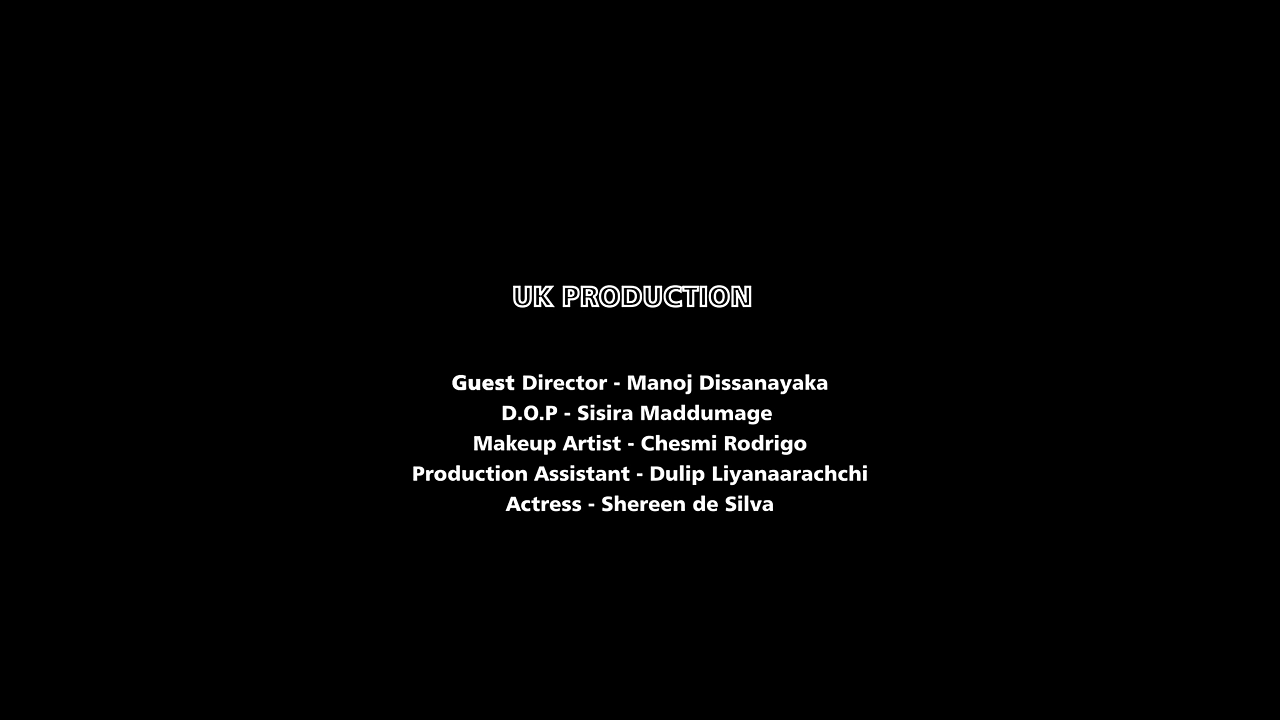 UK PRODUCTION
Guest Director - Manoj Dissanayaka
D.O.P - Sisira Maddumage
Makeup Artist - Chesmi Rodrigo
Production Assistant - Dulip Liyanaarachchi
Actress - Shereen de Silva